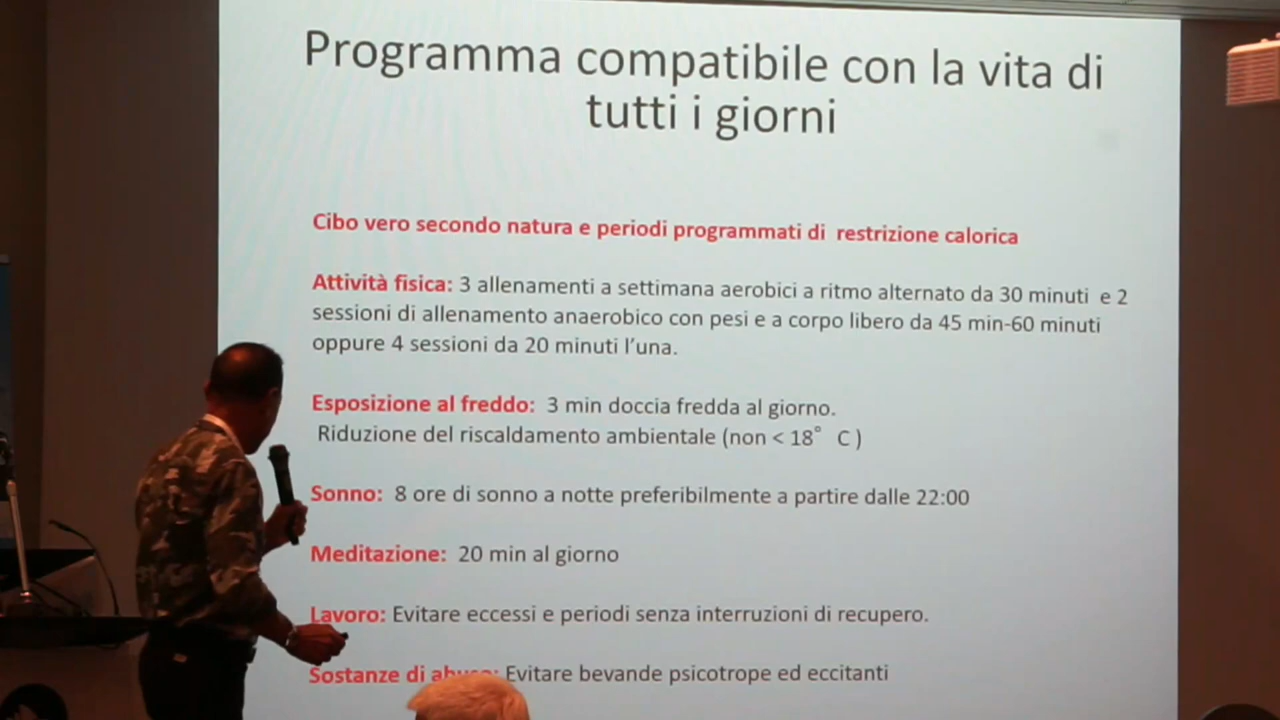 Programma compatibile con la vita di
tutti i giorni
Cibo vero secondo natura e periodi programmati di restrizione calorica
Attività fisica: 3 allenamenti a settimana aerobici a ritmo alternato da 30 minuti e 2
sessioni di allenamento anaerobico con pesi e a corpo libero da 45 min-60 minuti
oppure 4 sessioni da 20 minuti l'una.
Esposizione al freddo: 3 min doccia fredda al giorno.
Riduzione del riscaldamento ambientale (non < 18° C )
Sonno: 8 ore di sonno a notte preferibilmente a partire dalle 22:00
Meditazione: 20 min al giorno
Lavoro: Evitare eccessi e periodi senza interruzioni di recupero.
Sostanze di abuso: Evitare bevande psicotrope ed eccitanti